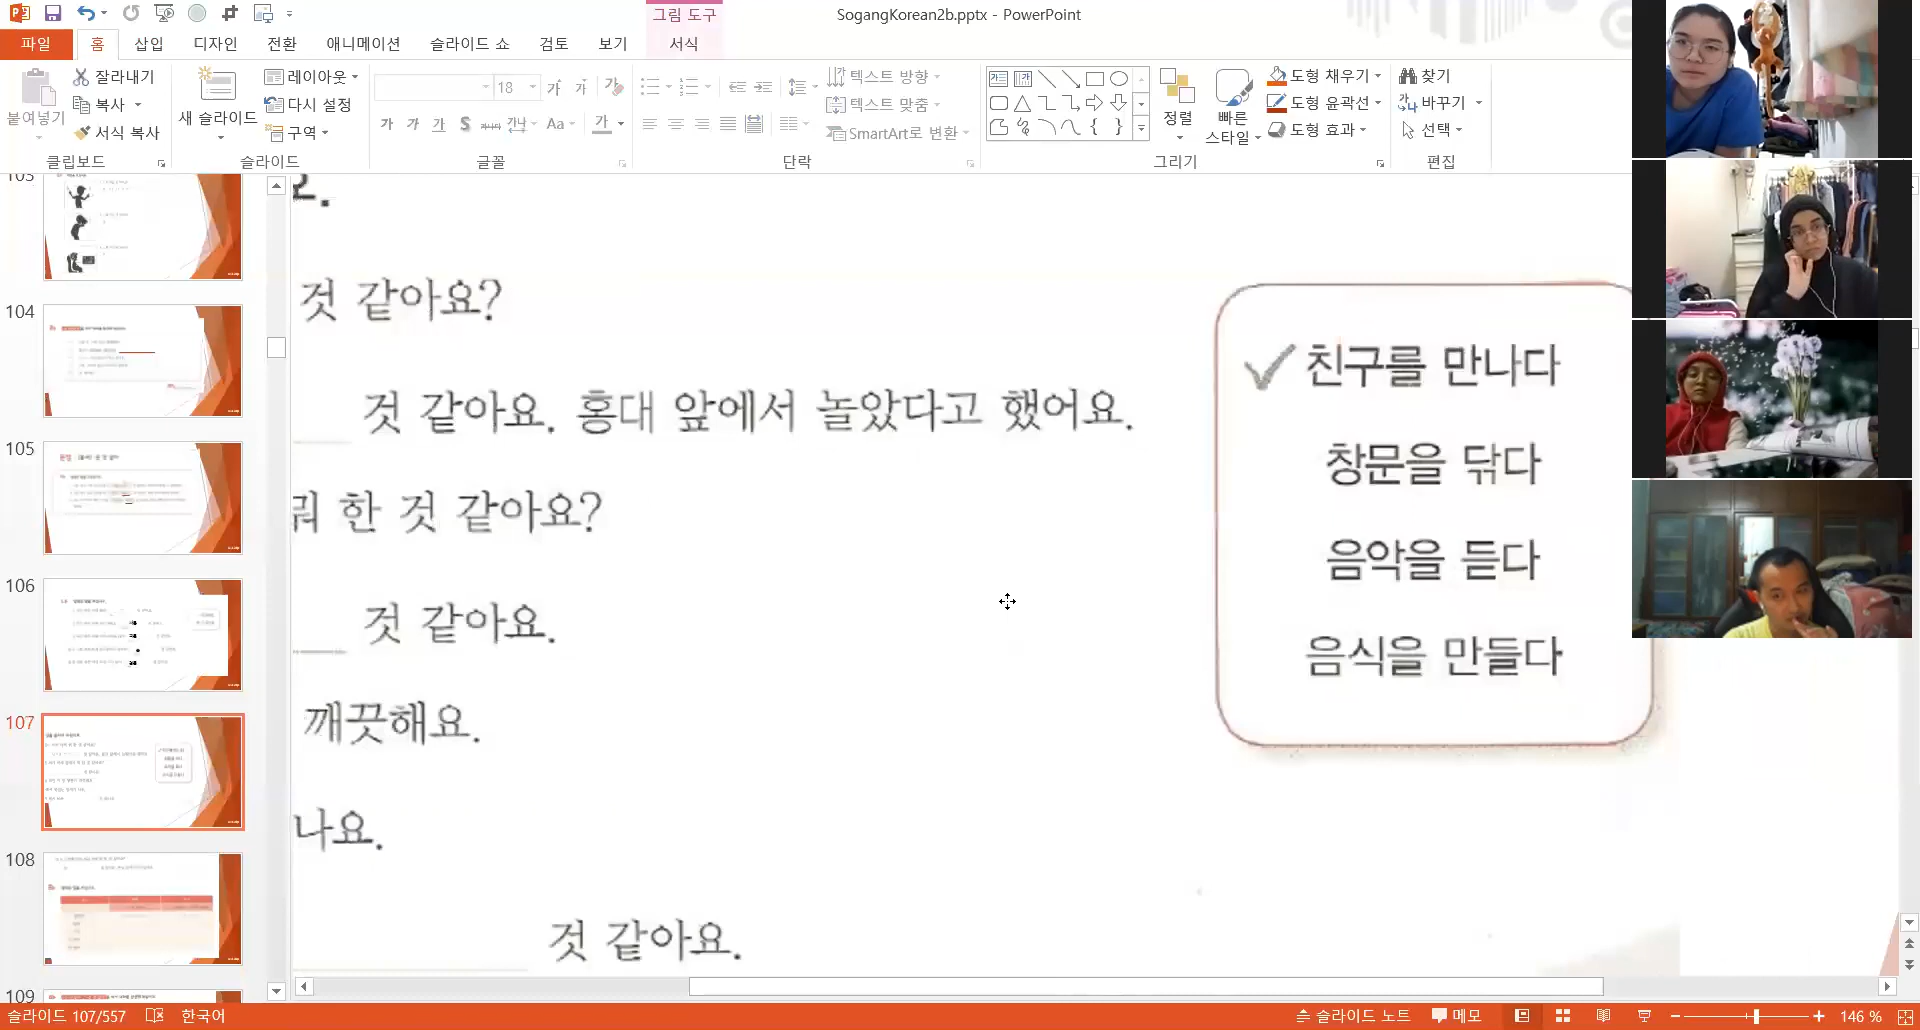 SogangKorean2b.pptx - PowerPoint
그림 도구
파일
홈
삽입
디자인
전환
애니메이션
슬라이드 쇼
검토
보기
서식
붙여넣기
잘라내기
복사
서식 복사
클립보드
새 슬라이드
레이아웃
다시 설정
구역
슬라이드
18
가 가
가 가 가 S 가나 Aa 가
글꼴
텍스트 방향
텍스트 맞춤
SmartArt로 변환
단락
정렬
빠른 스타일
도형 채우기
도형 윤곽선
도형 효과
그리기
찾기
바꾸기
선택
편집
103
104
105
106
107
108
109
것 같아요?
것 같아요. 홍대 앞에서 놀았다고 했어요.
뭐 한 것 같아요?
것 같아요.
깨끗해요.
나요.
것 같아요.
친구를 만나다
창문을 닦다
음악을 듣다
음식을 만들다
슬라이드 107/557
한국어
슬라이드 노트
메모
146 %